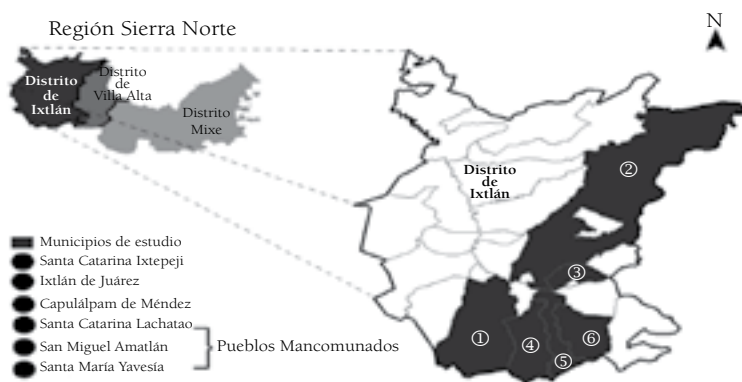 Región Sierra Norte
N
Distrito
de
Ixtlán
Distrito
de
Villa Alta
Distrito
Mixe
Distrito
de
Ixtlán
②
③
①
④
⑥
⑤
Municipios de estudio
Santa Catarina Ixtepeji
Ixtlán de Juárez
Capulálpam de Méndez
Santa Catarina Lachatao
San Miguel Amatlán
Santa María Yavesía
Pueblos Mancomunados